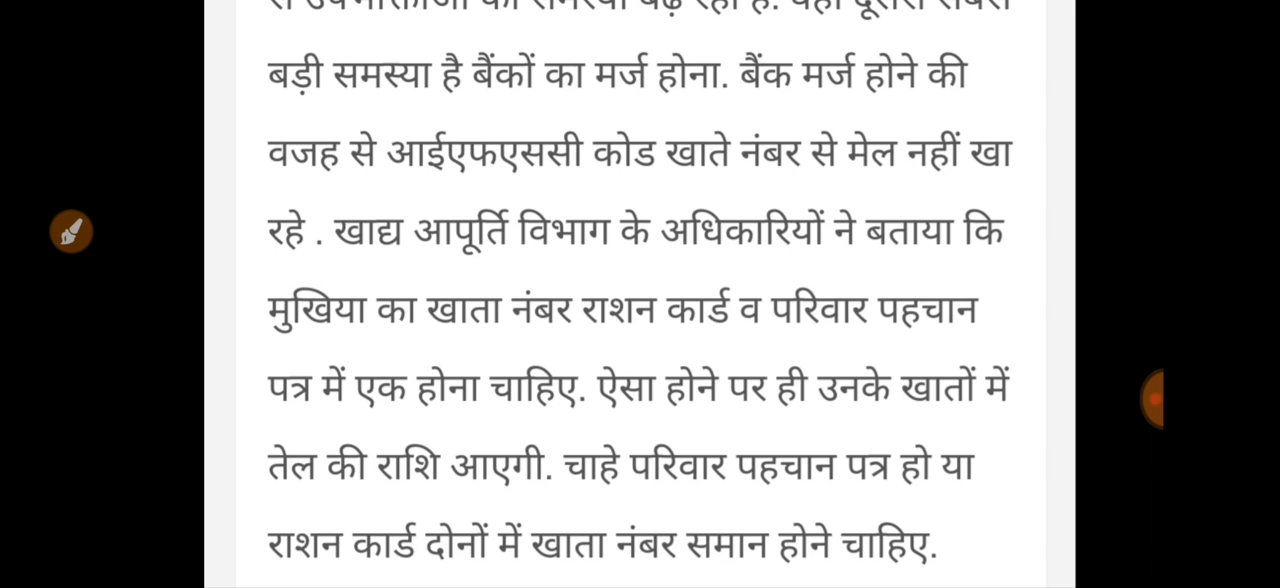 बड़ी समस्या है बैंकों का मर्ज होना. बैंक मर्ज होने की
वजह से आईएफएससी कोड खाते नंबर से मेल नहीं खा
रहे . खाद्य आपूर्ति विभाग के अधिकारियों ने बताया कि
मुखिया का खाता नंबर राशन कार्ड व परिवार पहचान
पत्र में एक होना चाहिए. ऐसा होने पर ही उनके खातों में
तेल की राशि आएगी. चाहे परिवार पहचान पत्र हो या
राशन कार्ड दोनों में खाता नंबर समान होने चाहिए.